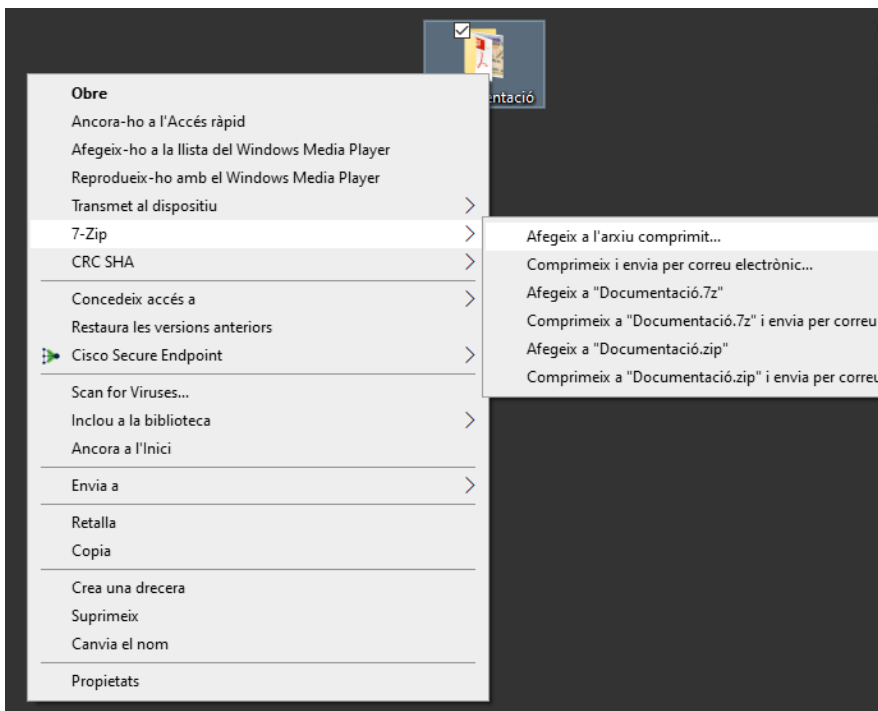 entació
Obre
Ancora-ho a l'Accés ràpid
Afegeix-ho a la llista del Windows Media Player
Reprodueix-ho amb el Windows Media Player
Transmet al dispositiu
7-Zip
CRC SHA
Concedeix accés a
Restaura les versions anteriors
Cisco Secure Endpoint
Scan for Viruses...
Inclou a la biblioteca
Ancora a l'Inici
Envia a
Retalla
Copia
Crea una drecera
Suprimeix
Canvia el nom
Propietats
Afegeix a l'arxiu comprimit...
Comprimeix i envia per correu electrònic...
Afegeix a "Documentació.7z"
Comprimeix a "Documentació.7z" i envia per correu
Afegeix a "Documentació.zip"
Comprimeix a "Documentació.zip" i envia per correu